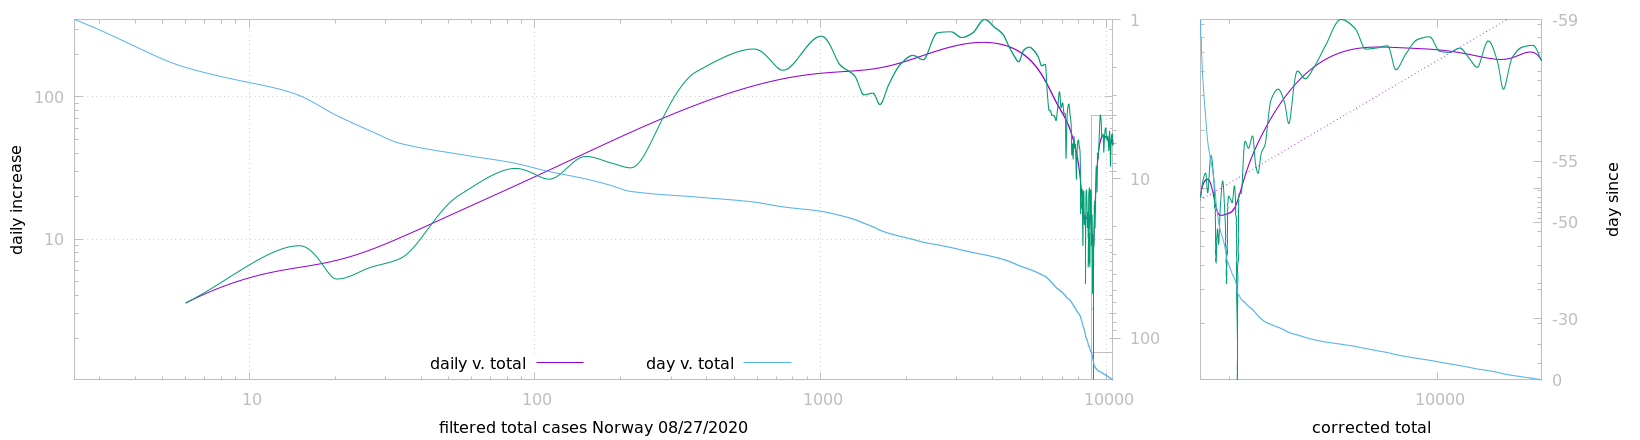 daily increase
100
10
daily v. total
day v. total
10
100
1000
10000
filtered total cases Norway 08/27/2020
1
10
100
-59
-55
-50
-30
0
day since
10000
corrected total